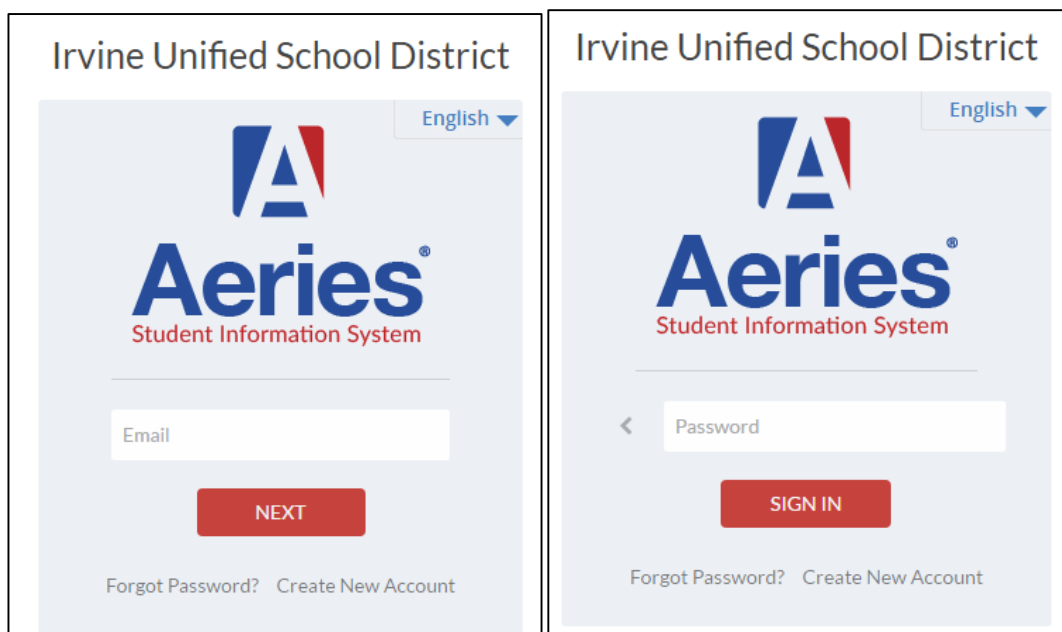 Irvine Unified School District
English
A
Aeries®
Student Information System
Email
NEXT
Forgot Password? Create New Account
Irvine Unified School District
English
A
Aeries®
Student Information System
Password
SIGN IN
Forgot Password? Create New Account